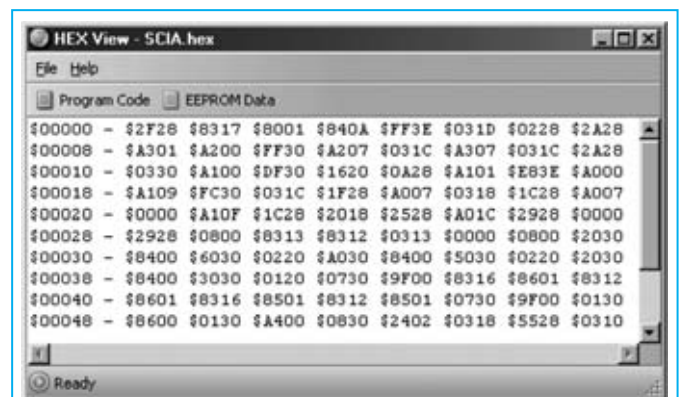 HEX View - SCIA.hex
File Help
Program Code EEPROM Data
$00000 - $2F28 $8317 $8001 $840A $FF3E $031D $0228 $2A28
$00008 - $A301 $A200 $FF30 $A207 $031C $A307 $031C $2A28
$00010 - $0330 $A100 $DF30 $1620 $0A28 $A101 $E83E $A000
$00018 - $A109 $FC30 $031C $1F28 $A007 $0318 $1C28 $A007
$00020 - $0000 $A10F $1C28 $2018 $2528 $A01C $2928 $0000
$00028 - $2928 $0800 $8313 $8312 $0313 $0000 $0800 $2030
$00030 - $8400 $6030 $0220 $A030 $8400 $5030 $0220 $2030
$00038 - $8400 $3030 $0120 $0730 $9F00 $8316 $8601 $8312
$00040 - $8601 $8316 $8501 $8312 $8501 $0730 $9F00 $0130
$00048 - $8600 $0130 $A400 $0830 $2402 $0318 $5528 $0310
Ready